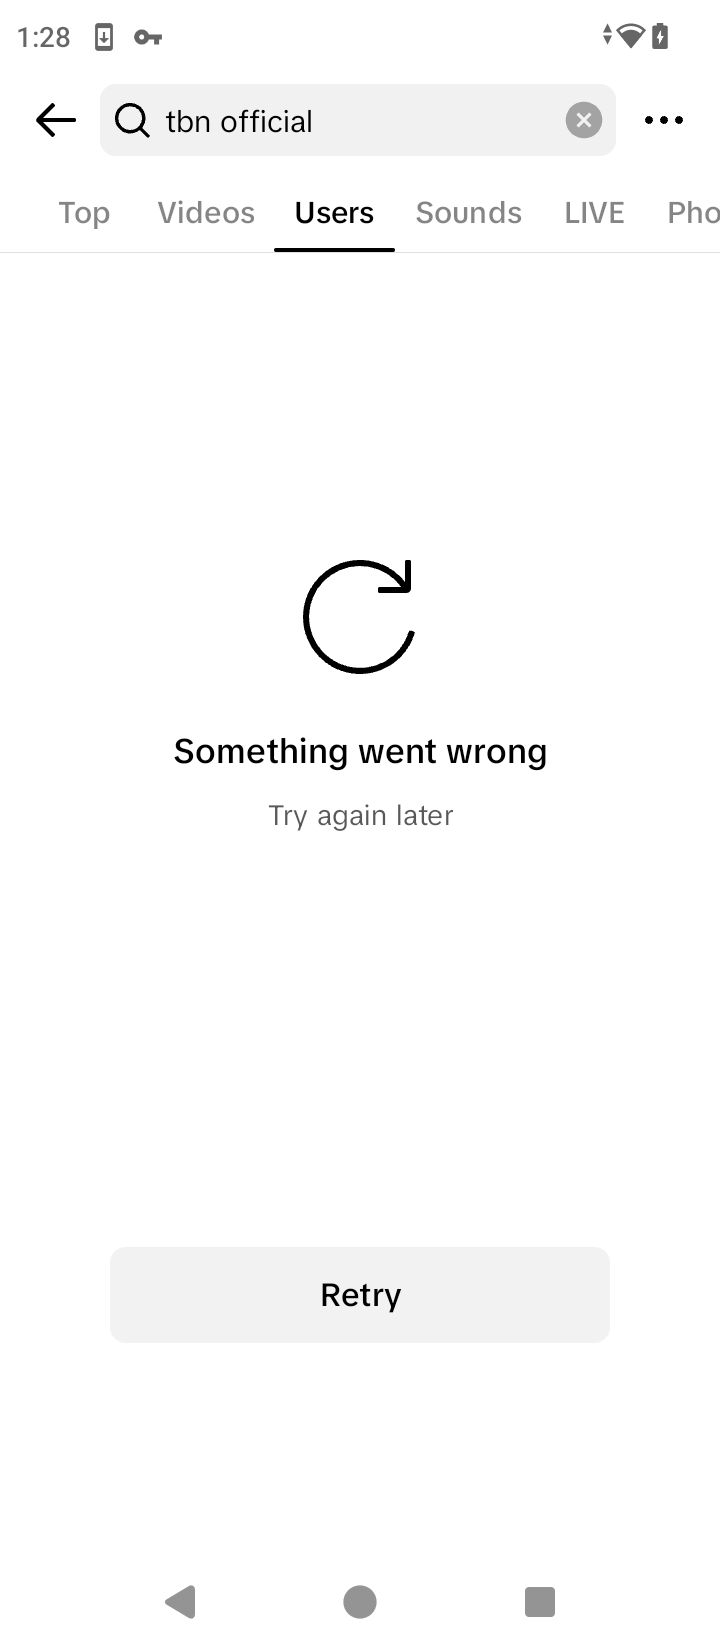 1:28
tbn official
Top Videos Users Sounds LIVE Pho
Something went wrong
Try again later
Retry